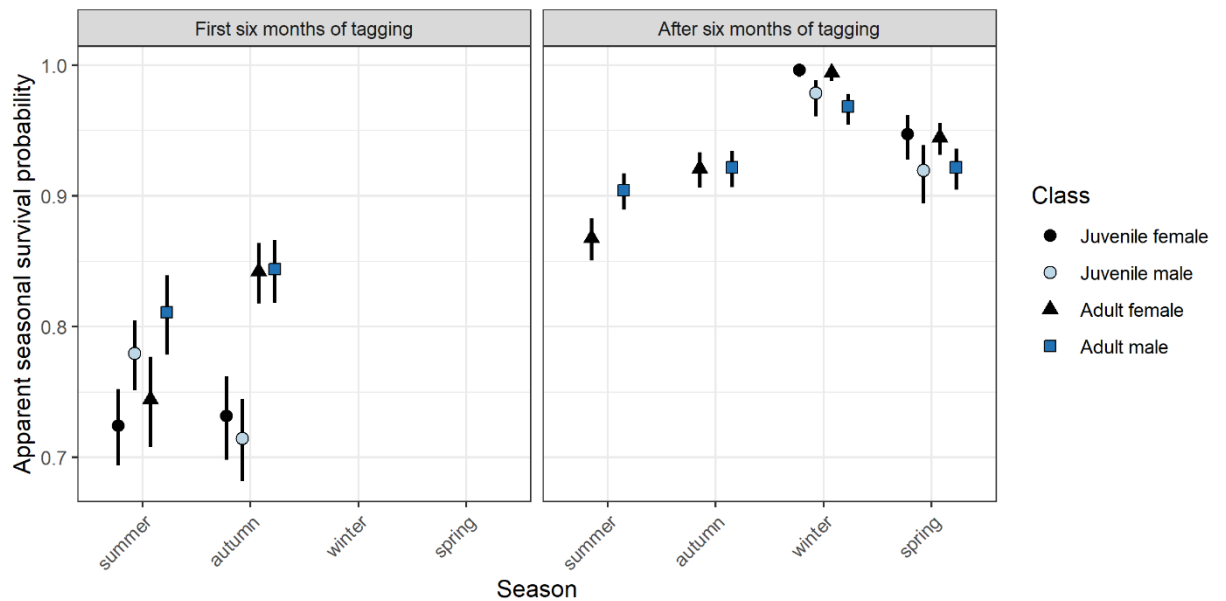 First six months of tagging
After six months of tagging
Apparent seasonal survival probability
1.0
0.9
0.8
0.7
summer
autumn
winter
spring
summer
autumn
winter
spring
Season
Class
Juvenile female
Juvenile male
Adult female
Adult male